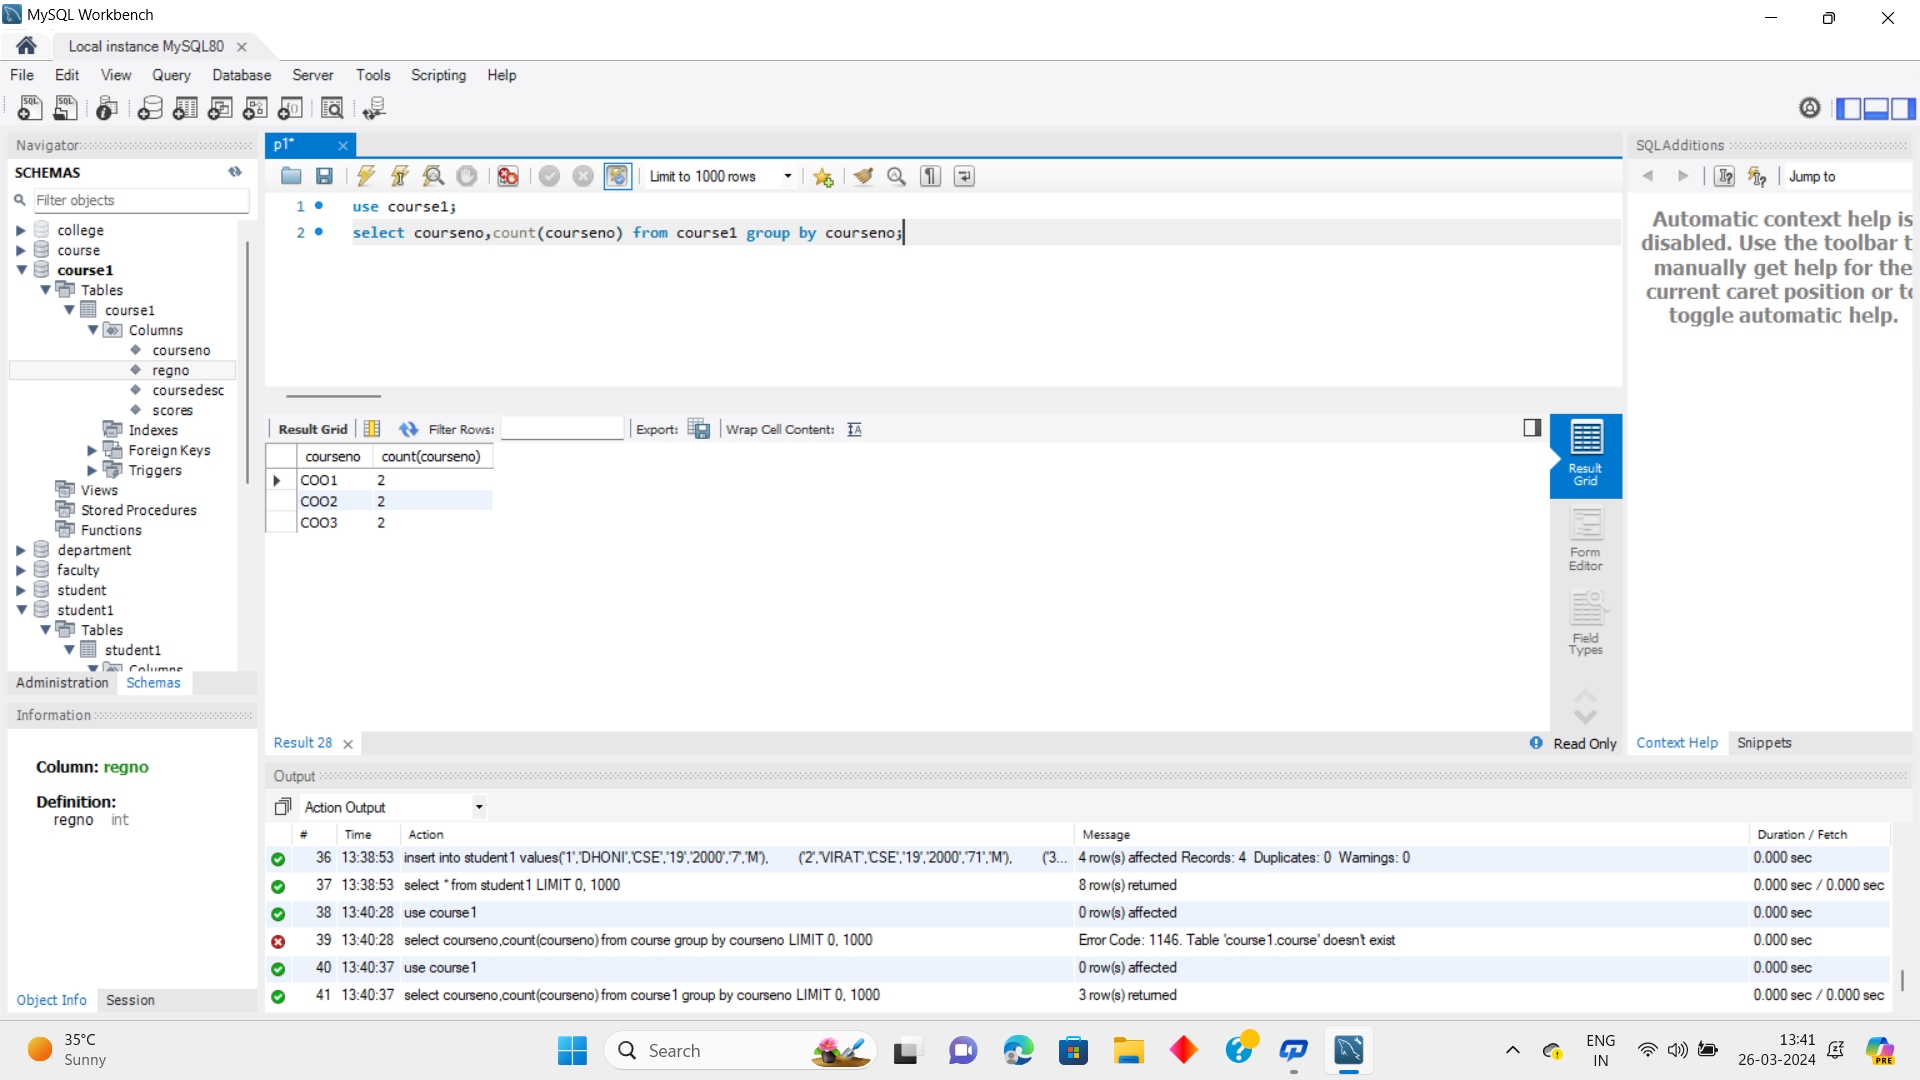 MySQL Workbench
Local instance MySQL80
File Edit View Query Database Server Tools Scripting Help
Navigator
SCHEMAS
Filter objects
college
course
course1
Tables
course1
Columns
courseno
regno
coursedesc
scores
Indexes
Foreign Keys
Triggers
Views
Stored Procedures
Functions
department
faculty
student
student1
Tables
student1
Columns
Administration Schemas
Information
Column: regno
Definition:
regno int
Object Info Session
p1*
Limit to 1000 rows
1 use course1;
2 select courseno,count(courseno) from course1 group by courseno;
Result Grid Filter Rows: Export: Wrap Cell Content:
courseno count(courseno)
COO1 2
COO2 2
COO3 2
Result
Grid
Form
Editor
Field
Types
Result 28
Read Only
SQLAdditions
Jump to
Automatic context help is
disabled. Use the toolbar t
manually get help for the
current caret position or to
toggle automatic help.
Context Help Snippets
Output
Action Output
# Time Action Message Duration / Fetch
36 13:38:53 insert into student1 values('1','DHONI','CSE','19','2000','7','M'), ('2','VIRAT','CSE','19','2000','71','M'), ('3... 4 row(s) affected Records: 4 Duplicates: 0 Warnings: 0 0.000 sec
37 13:38:53 select * from student1 LIMIT 0, 1000 8 row(s) returned 0.000 sec / 0.000 sec
38 13:40:28 use course1 0 row(s) affected 0.000 sec
39 13:40:28 select courseno,count(courseno) from course group by courseno LIMIT 0, 1000 Error Code: 1146. Table 'course1.course' doesn't exist 0.000 sec
40 13:40:37 use course1 0 row(s) affected 0.000 sec
41 13:40:37 select courseno,count(courseno) from course1 group by courseno LIMIT 0, 1000 3 row(s) returned 0.000 sec / 0.000 sec
35°C
Sunny
Search
ENG
IN
13:41
26-03-2024
PRE